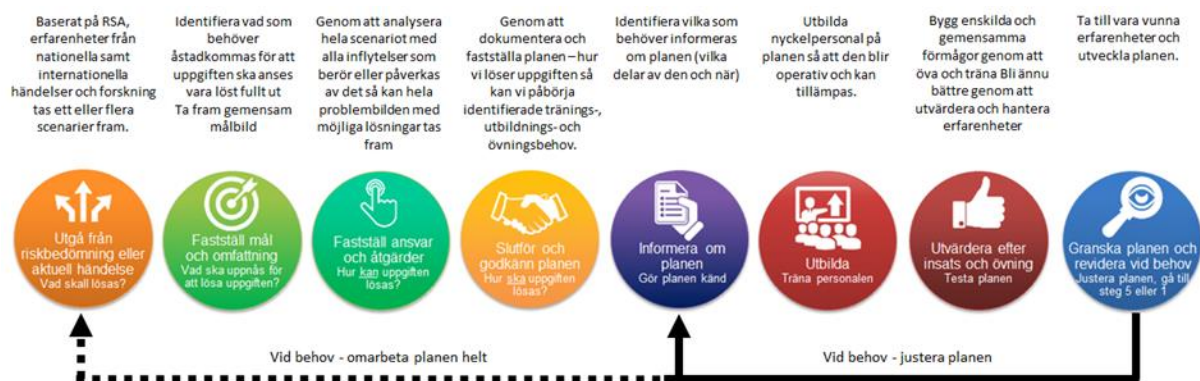 Baserat på RSA,
erfarenheter från
nationella samt
internationella
händelser och forskning
tas ett eller flera
scenarier fram.
Identifiera vad som
behöver
åstadkommas för att
uppgiften ska anses
vara löst fullt ut
Ta fram gemensam
målbild
Genom att analysera
hela scenariot med
alla inflytelser som
berör eller påverkas
av det så kan hela
problembilden med
möjliga lösningar tas
fram
Genom att
dokumentera och
fastställa planen – hur
vi löser uppgiften så
kan vi påbörja
identifierade tränings-,
utbildnings- och
övningsbehov.
Identifiera vilka som
behöver informeras
om planen (vilka
delar av den och när)
Utbilda
nyckelpersonal på
planen så att den blir
operativ och kan
tillämpas.
Bygg enskilda och
gemensamma
förmågor genom att
öva och träna Bli ännu
bättre genom att
utvärdera och hantera
erfarenheter
Ta till vara vunna
erfarenheter och
utveckla planen.
Utgå från
riskbedömning eller
aktuell händelse
Vad skall lösas?
Fastställ mål
och omfattning
Vad ska uppnås för
att lösa uppgiften?
Fastställ ansvar
och åtgärder
Hur kan uppgiften
lösas?
Slutför och
godkänn planen
Hur ska uppgiften
lösas?
Informera om
planen
Gör planen känd
Utbilda
Träna personalen
Utvärdera efter
insats och övning
Testa planen
Granska planen och
revidera vid behov
Justera planen, gå till
steg 5 eller 1
Vid behov - omarbeta planen helt
Vid behov - justera planen